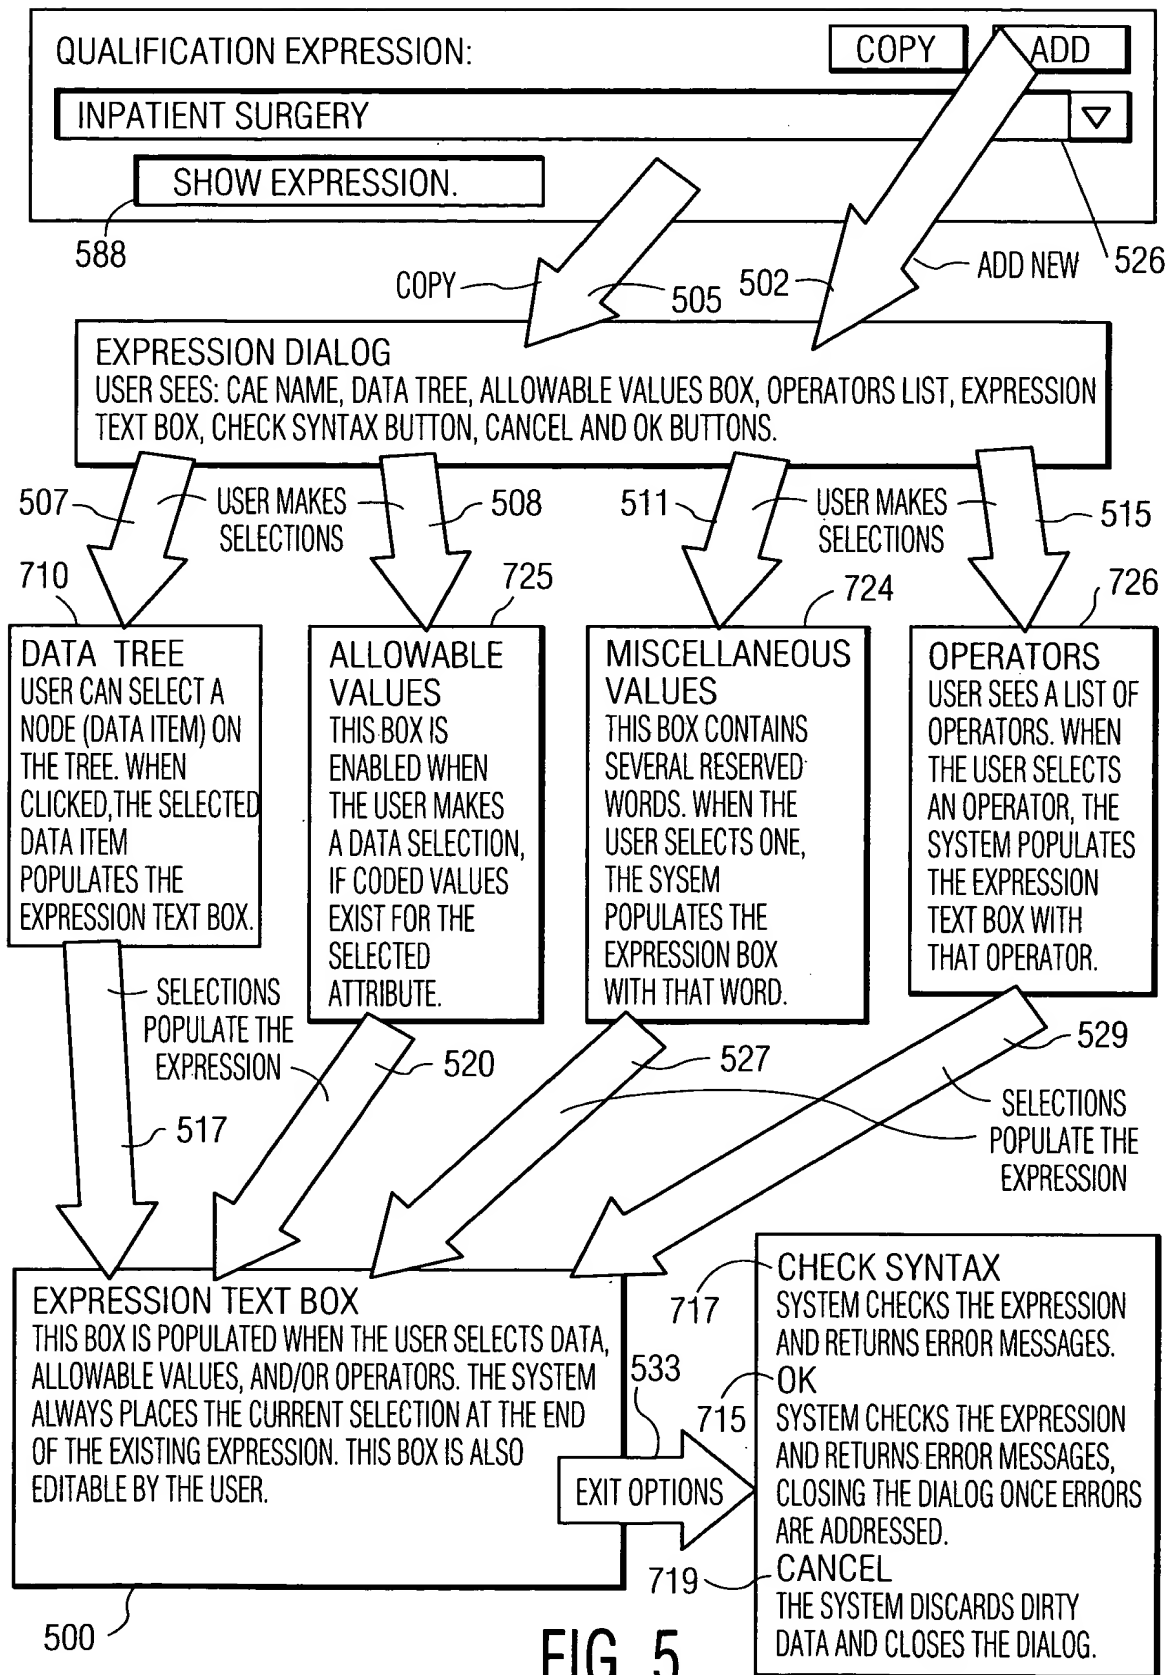 QUALIFICATION EXPRESSION:
COPY
ADD
INPATIENT SURGERY
SHOW EXPRESSION.
588
526
COPY
505
502
ADD NEW
EXPRESSION DIALOG
USER SEES: CAE NAME, DATA TREE, ALLOWABLE VALUES BOX, OPERATORS LIST, EXPRESSION
TEXT BOX, CHECK SYNTAX BUTTON, CANCEL AND OK BUTTONS.
507
USER MAKES
SELECTIONS
508
511
USER MAKES
SELECTIONS
515
710
725
724
726
DATA TREE
USER CAN SELECT A
NODE (DATA ITEM) ON
THE TREE. WHEN
CLICKED, THE SELECTED
DATA ITEM
POPULATES THE
EXPRESSION TEXT BOX.
ALLOWABLE
VALUES
THIS BOX IS
ENABLED WHEN
THE USER MAKES
A DATA SELECTION,
IF CODED VALUES
EXIST FOR THE
SELECTED
ATTRIBUTE.
MISCELLANEOUS
VALUES
THIS BOX CONTAINS
SEVERAL RESERVED
WORDS. WHEN THE
USER SELECTS ONE,
THE SYSEM
POPULATES THE
EXPRESSION BOX
WITH THAT WORD.
OPERATORS
USER SEES A LIST OF
OPERATORS. WHEN
THE USER SELECTS
AN OPERATOR, THE
SYSTEM POPULATES
THE EXPRESSION
TEXT BOX WITH
THAT OPERATOR.
SELECTIONS
POPULATE THE
EXPRESSION
517
520
527
529
SELECTIONS
POPULATE THE
EXPRESSION
EXPRESSION TEXT BOX
THIS BOX IS POPULATED WHEN THE USER SELECTS DATA,
ALLOWABLE VALUES, AND/OR OPERATORS. THE SYSTEM
ALWAYS PLACES THE CURRENT SELECTION AT THE END
OF THE EXISTING EXPRESSION. THIS BOX IS ALSO
EDITABLE BY THE USER.
500
533
EXIT OPTIONS
717
CHECK SYNTAX
SYSTEM CHECKS THE EXPRESSION
AND RETURNS ERROR MESSAGES.
715
OK
SYSTEM CHECKS THE EXPRESSION
AND RETURNS ERROR MESSAGES,
CLOSING THE DIALOG ONCE ERRORS
ARE ADDRESSED.
719
CANCEL
THE SYSTEM DISCARDS DIRTY
DATA AND CLOSES THE DIALOG.
FIG. 5